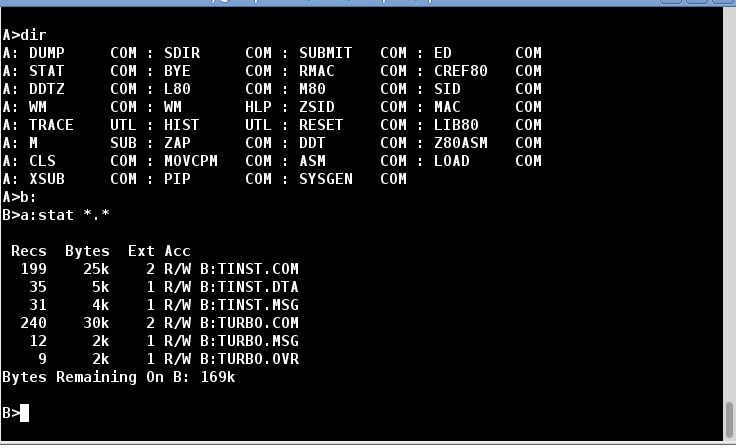 A>dir
A: DUMP     COM : SDIR     COM : SUBMIT   COM : ED       COM
A: STAT     COM : BYE      COM : RMAC     COM : CREF80   COM
A: DDTZ     COM : L80      COM : M80      COM : SID      COM
A: WM       COM : WM       HLP : ZSID     COM : MAC      COM
A: TRACE    UTL : HIST     UTL : RESET    COM : LIB80    COM
A: M        SUB : ZAP      COM : DDT      COM : Z80ASM   COM
A: CLS      COM : MOVCPM   COM : ASM      COM : LOAD     COM
A: XSUB     COM : PIP      COM : SYSGEN   COM
A>b:
B>a:stat *.*
 Recs  Bytes  Ext Acc
  199    25k    2 R/W B:TINST.COM
   35     5k    1 R/W B:TINST.DTA
   31     4k    1 R/W B:TINST.MSG
  240    30k    2 R/W B:TURBO.COM
   12     2k    1 R/W B:TURBO.MSG
    9     2k    1 R/W B:TURBO.OVR
Bytes Remaining On B: 169k
B>